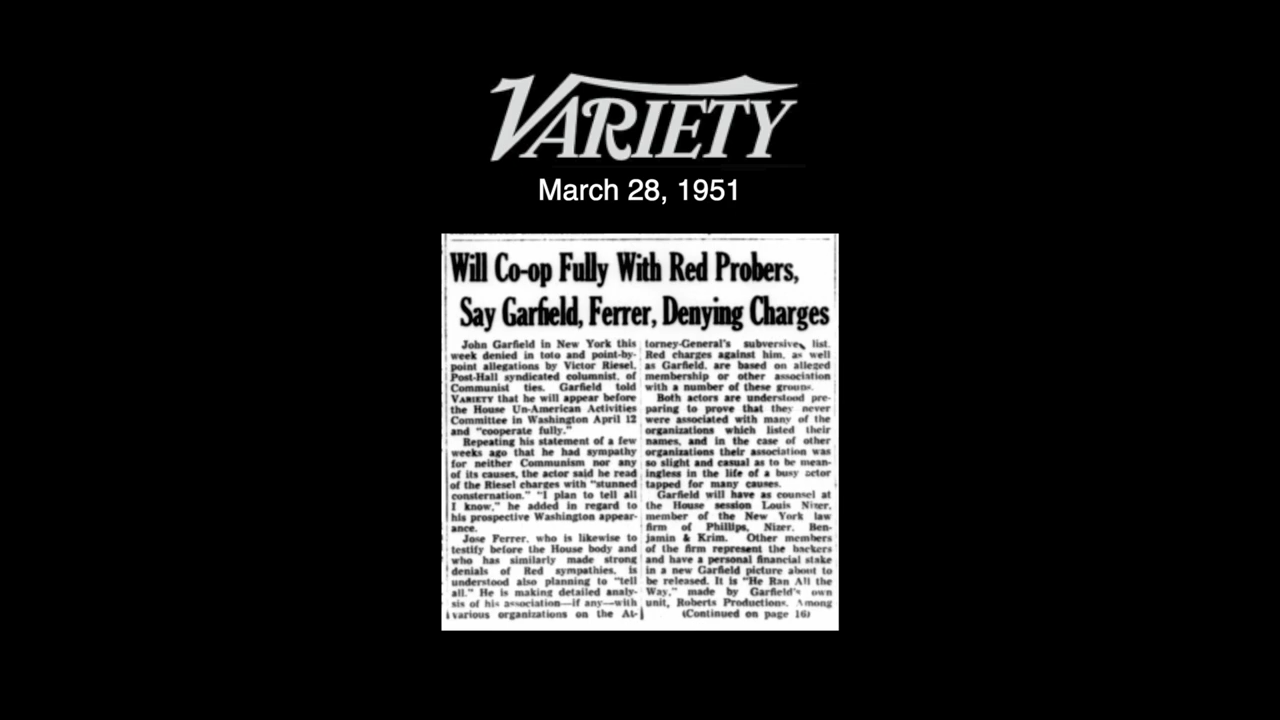 VARIETY
March 28, 1951
Will Co-op Fully With Red Probers,
Say Garfield, Ferrer, Denying Charges
John Garfield in New York this
week denied in toto and point-by-
point allegations by Victor Riesel,
Post-Hall syndicated columnist, of
Communist ties. Garfield told
VARIETY that he will appear before
the House Un-American Activities
Committee in Washington April 12
and "cooperate fully."
Repeating his statement of a few
weeks ago that he had sympathy
for neither Communism nor any
of its causes, the actor said he read
of the Riesel charges with "stunned
consternation." "I plan to tell all
I know," he added in regard to
his prospective Washington appear-
ance.
Jose Ferrer, who is likewise to
testify before the House body and
who has similarly made strong
denials of Red sympathies, is
understood also planning to "tell
all." He is making detailed analy-
sis of his association—if any—with
various organizations on the At-
torney-General's subversive list.
Red charges against him, as well
as Garfield, are based on alleged
membership or other association
with a number of these groups.
Both actors are understood pre-
paring to prove that they never
were associated with many of the
organizations which listed their
names, and in the case of other
organizations their association was
so slight and casual as to be mean-
ingless in the life of a busy actor
tapped for many causes.
Garfield will have as counsel at
the House session Louis Nizer,
member of the New York law
firm of Phillips, Nizer, Ben-
jamin & Krim. Other members
of the firm represent the backers
and have a personal financial stake
in a new Garfield picture about to
be released. It is "He Ran All the
Way," made by Garfield's own
unit, Roberts Productions. Among
(Continued on page 16)